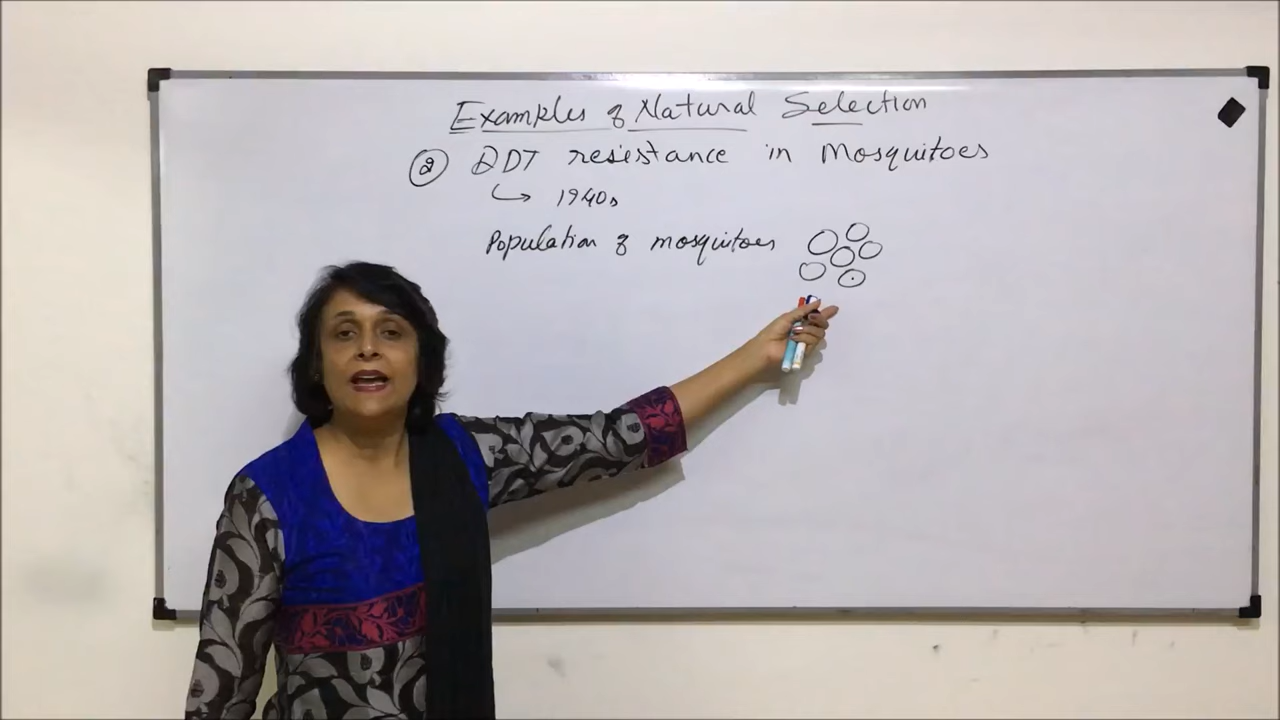 Examples of Natural Selection
② DDT resistance in Mosquitoes
↳ 1940s
Population of mosquitoes